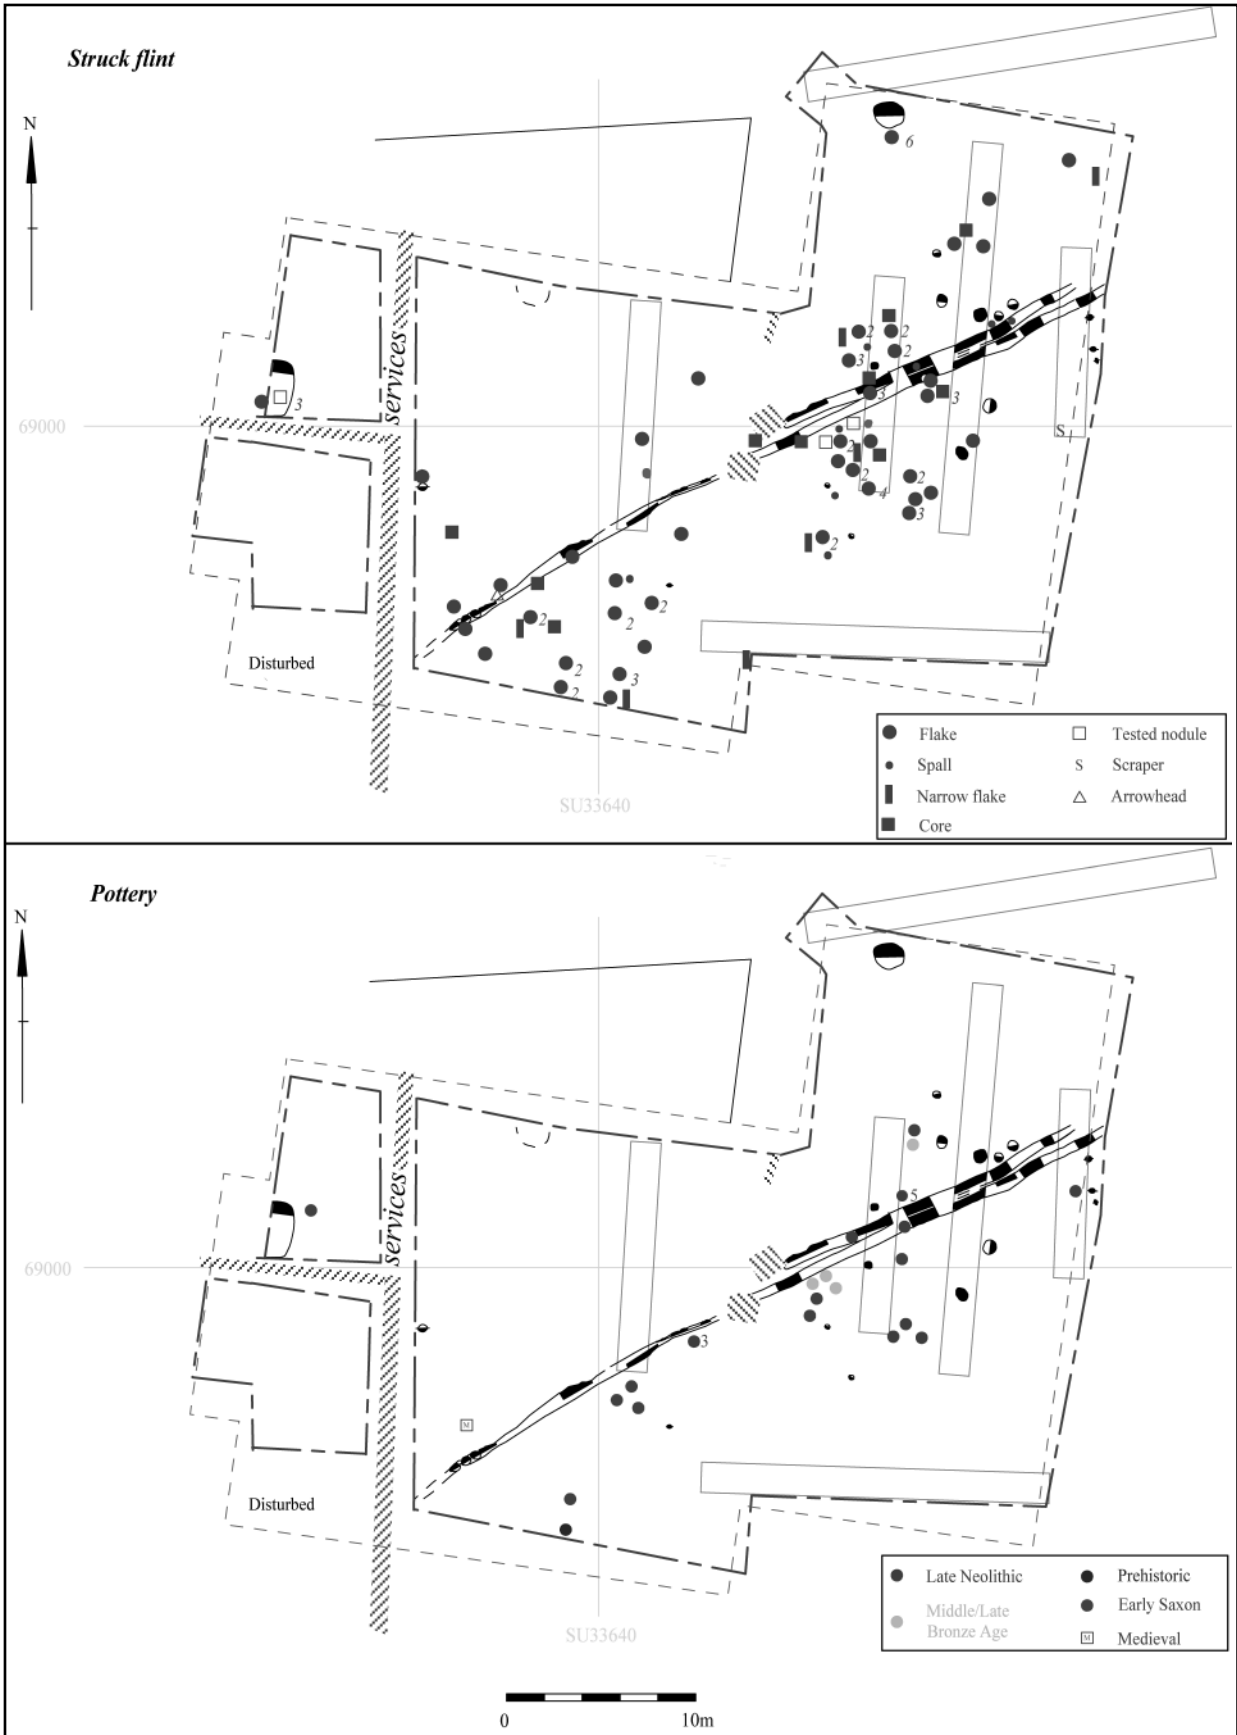 Struck flint
N
6
2
2
2
3
3
3
services
3
69000
S
2
2
2
4
3
2
2
2
2
2
3
2
Disturbed
Flake
Tested nodule
Spall
S Scraper
Narrow flake
Arrowhead
Core
SU33640
Pottery
N
services
5
69000
3
M
Disturbed
Late Neolithic
Prehistoric
Middle/Late
Bronze Age
Early Saxon
M Medieval
SU33640
0 10m